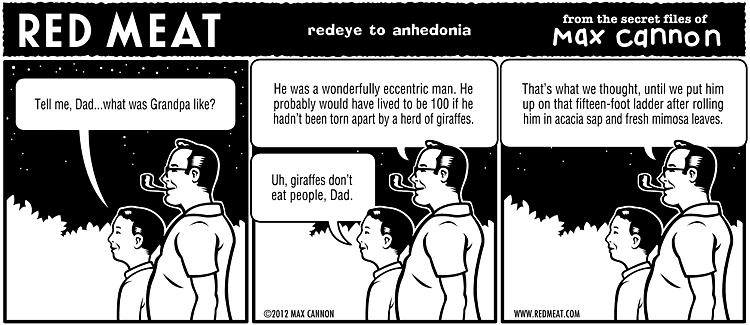 RED MEAT
redeye to anhedonia
from the secret files of
Max Cannon
Tell me, Dad...what was Grandpa like?
He was a wonderfully eccentric man. He
probably would have lived to be 100 if he
hadn't been torn apart by a herd of giraffes.
Uh, giraffes don't
eat people, Dad.
©2012 MAX CANNON
That's what we thought, until we put him
up on that fifteen-foot ladder after rolling
him in acacia sap and fresh mimosa leaves.
WWW.REDMEAT.COM